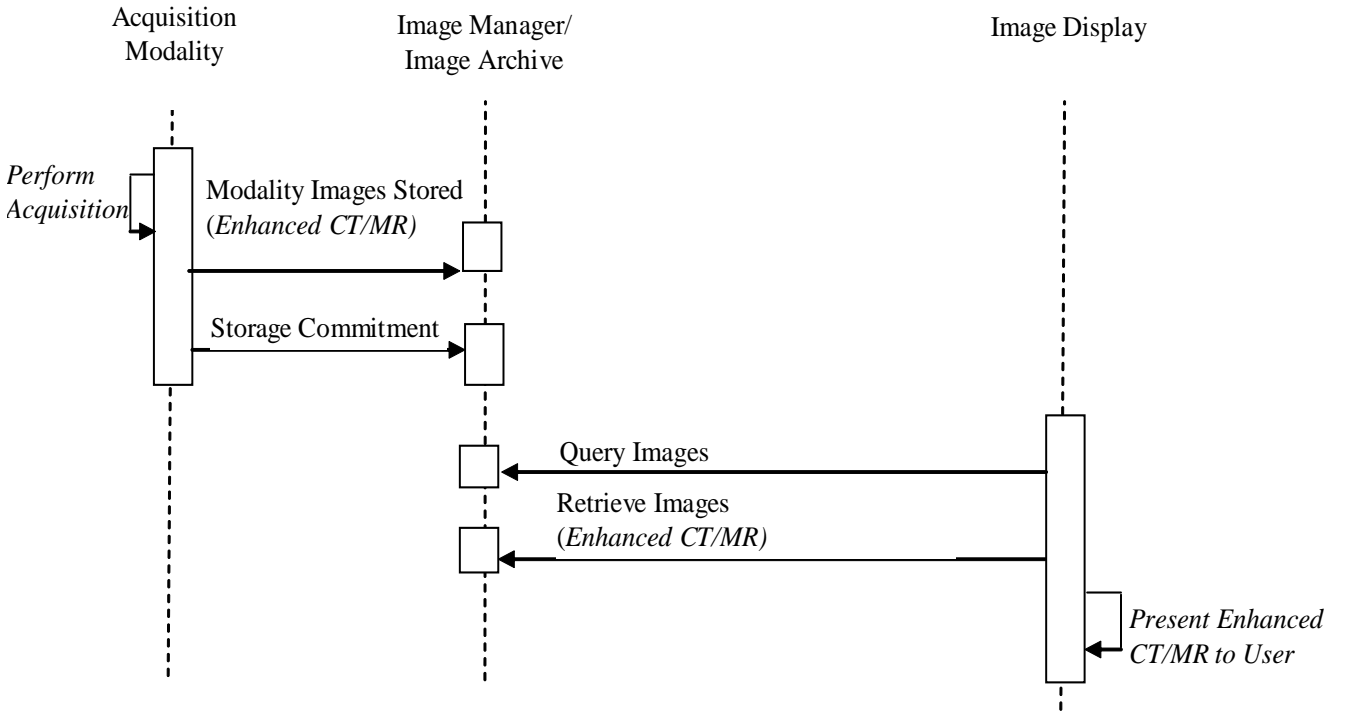 Acquisition
Modality
Image Manager/
Image Archive
Image Display
Perform
Acquisition
Modality Images Stored
(Enhanced CT/MR)
Storage Commitment
Query Images
Retrieve Images
(Enhanced CT/MR)
Present Enhanced
CT/MR to User